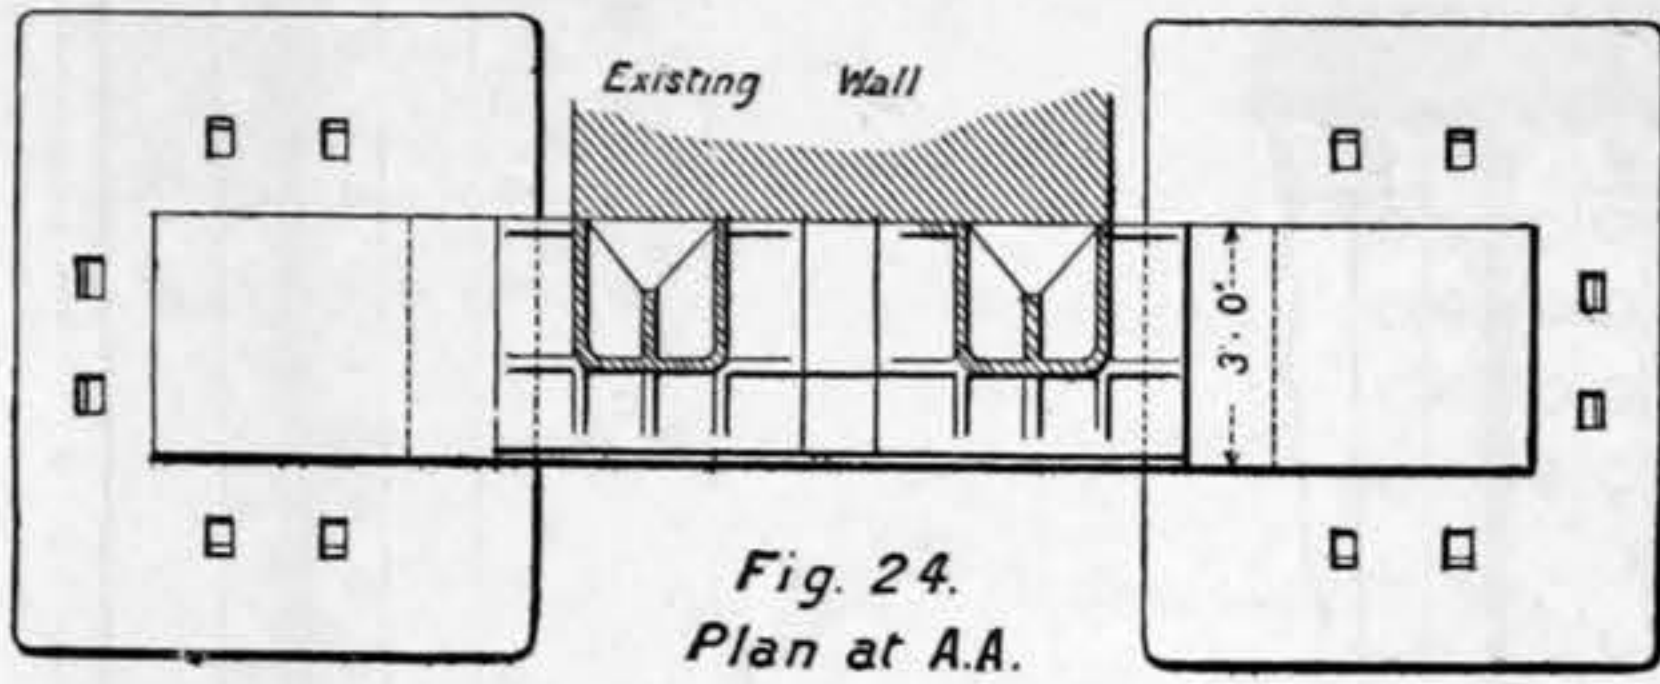 Existing Wall
3'. 0"
Fig. 24.
Plan at A.A.